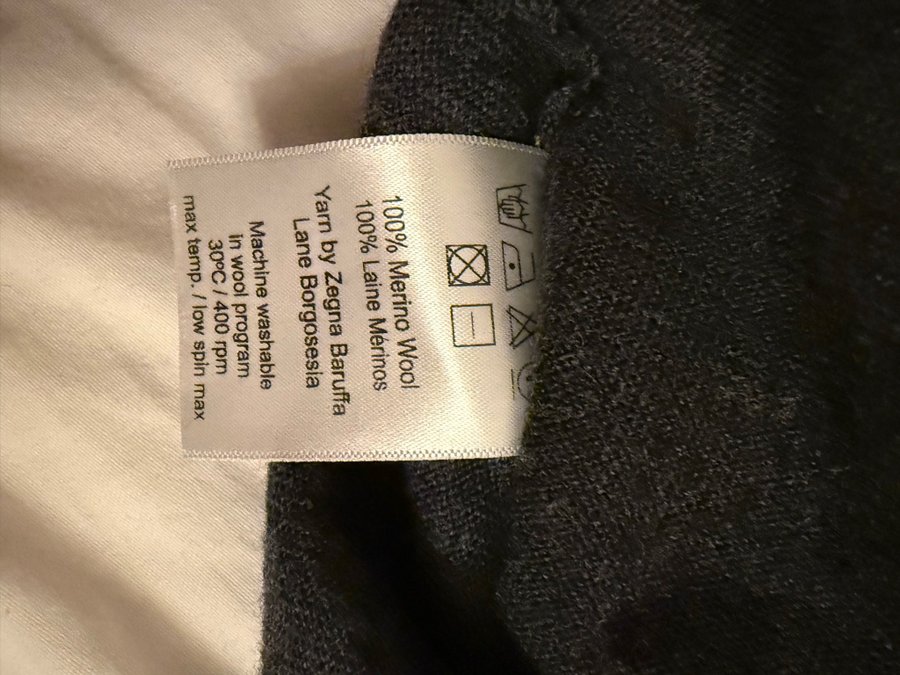 100% Merino Wool
100% Laine Mérinos
Yarn by Zegna Baruffa
Lane Borgosesia
Machine washable
in wool program
30ºC / 400 rpm
max temp. / low spin max